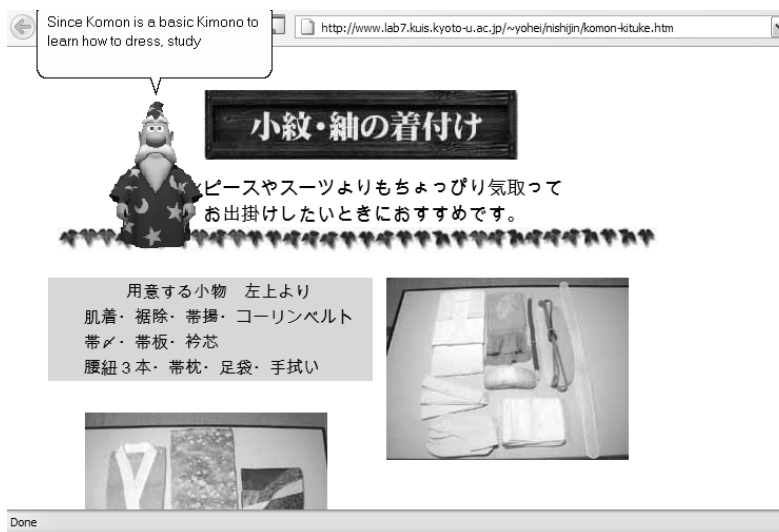 Since Komon is a basic Kimono to
learn how to dress, study
http://www.lab7.kuis.kyoto-u.ac.jp/~yohei/nishijin/komon-kituke.htm
小紋・紬の着付け
ピースやスーツよりもちょっぴり気取って
お出掛けしたいときにおすすめです。
用意する小物　左上より
肌着・裾除・帯揚・コーリンベルト
帯〆・帯板・衿芯
腰紐３本・帯枕・足袋・手拭い
Done